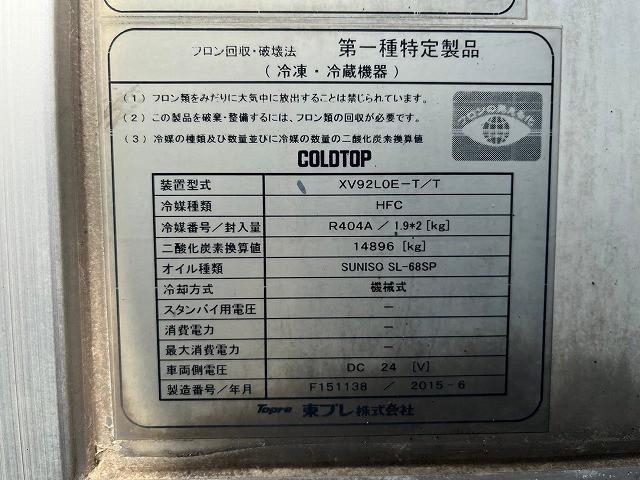 フロン回収・破壊法 第一種特定製品
(冷凍・冷蔵機器)
(1) フロン類をみだりに大気中に放出することは禁じられています。
(2) この製品を廃棄・整備するには、フロン類の回収が必要です。
(3) 冷媒の種類及び数量並びに冷媒の数量の二酸化炭素換算値
フロンの見える化
COLDTOP
装置型式 XV92L0E-T/T
冷媒種類 HFC
冷媒番号/封入量 R404A / 1.9*2 [kg]
二酸化炭素換算値 14896 [kg]
オイル種類 SUNISO SL-68SP
冷却方式 機械式
スタンバイ用電圧 -
消費電力 -
最大消費電力 -
車両側電圧 DC 24 [V]
製造番号/年月 F151138 / 2015-6
Topre 東プレ株式会社